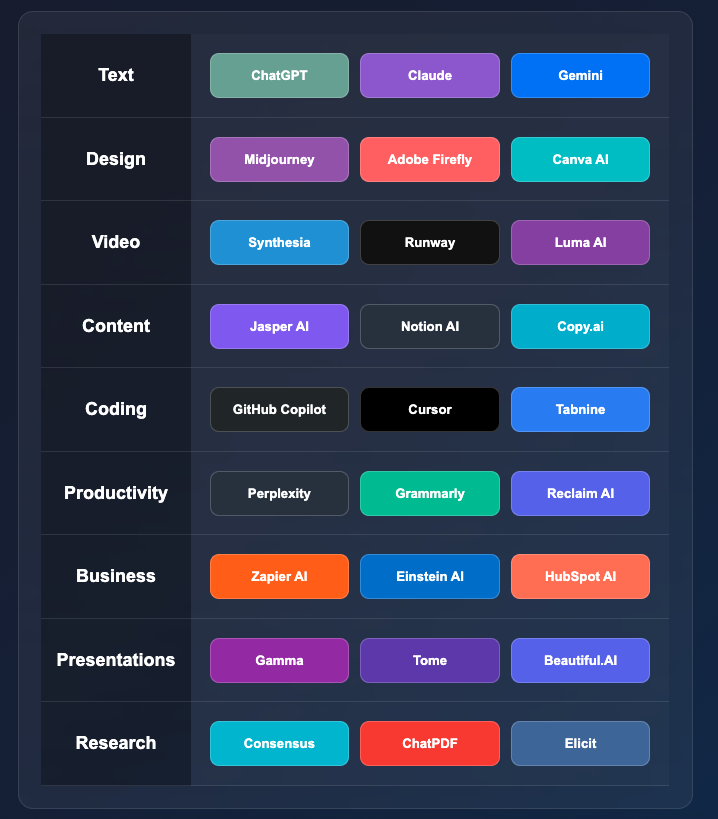 Text
ChatGPT
Claude
Gemini
Design
Midjourney
Adobe Firefly
Canva AI
Video
Synthesia
Runway
Luma AI
Content
Jasper AI
Notion AI
Copy.ai
Coding
GitHub Copilot
Cursor
Tabnine
Productivity
Perplexity
Grammarly
Reclaim AI
Business
Zapier AI
Einstein AI
HubSpot AI
Presentations
Gamma
Tome
Beautiful.AI
Research
Consensus
ChatPDF
Elicit